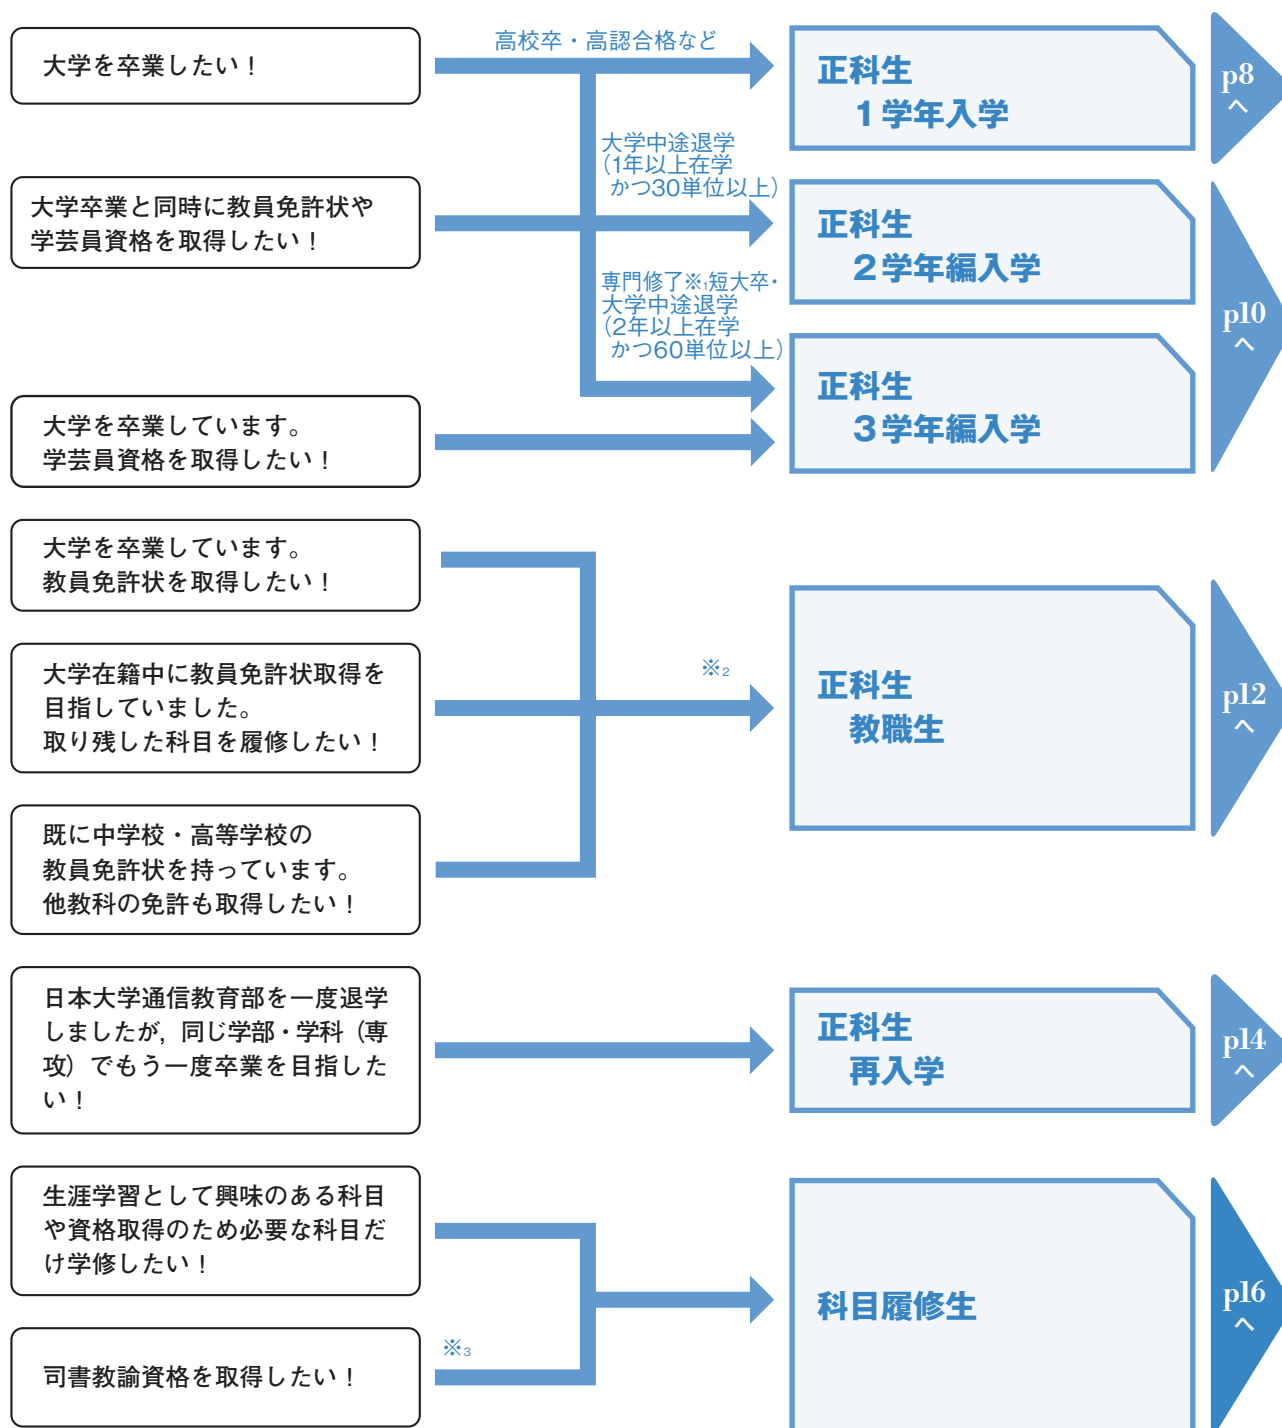 大学を卒業したい！
高校卒・高認合格など
正科生
1学年入学
p8
へ
大学中途退学
（1年以上在学
かつ30単位以上）
大学卒業と同時に教員免許状や
学芸員資格を取得したい！
正科生
2学年編入学
専門修了※1短大卒・
大学中途退学
（2年以上在学
かつ60単位以上）
p10
へ
正科生
3学年編入学
大学を卒業しています。
学芸員資格を取得したい！
大学を卒業しています。
教員免許状を取得したい！
大学在籍中に教員免許状取得を
目指していました。
取り残した科目を履修したい！
※2
正科生
教職生
p12
へ
既に中学校・高等学校の
教員免許状を持っています。
他教科の免許も取得したい！
日本大学通信教育部を一度退学
しましたが，同じ学部・学科（専
攻）でもう一度卒業を目指した
い！
正科生
再入学
p14
へ
生涯学習として興味のある科目
や資格取得のため必要な科目だ
け学修したい！
科目履修生
p16
へ
※3
司書教諭資格を取得したい！